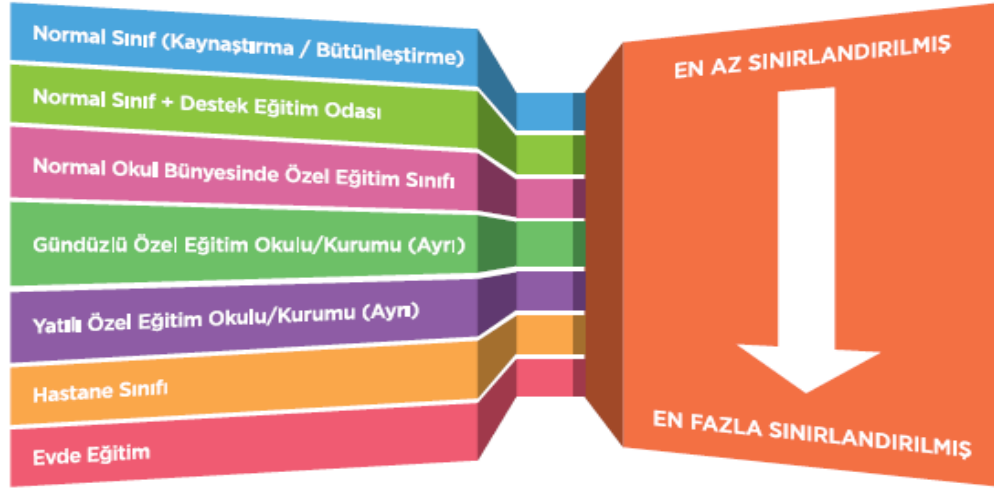 Normal Sınıf (Kaynaştırma / Bütünleştirme)
Normal Sınıf + Destek Eğitim Odası
Normal Okul Bünyesinde Özel Eğitim Sınıfı
Gündüzlü Özel Eğitim Okulu/Kurumu (Ayrı)
Yatılı Özel Eğitim Okulu/Kurumu (Ayrı)
Hastane Sınıfı
Evde Eğitim
EN AZ SINIRLANDIRILMIŞ
EN FAZLA SINIRLANDIRILMIŞ